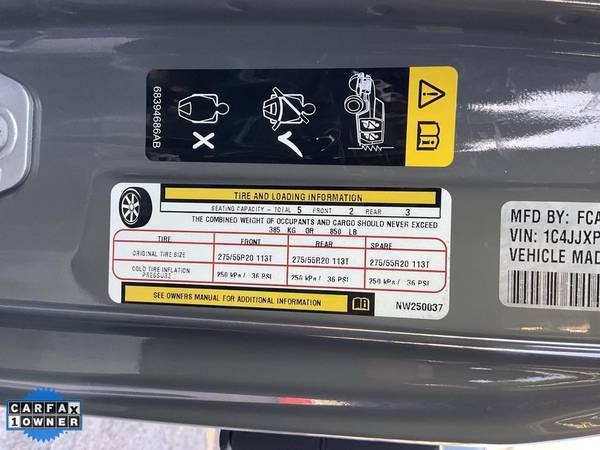 68394686AB
TIRE AND LOADING INFORMATION
SEATING CAPACITY - TOTAL 5 FRONT 2 REAR 3
THE COMBINED WEIGHT OF OCCUPANTS AND CARGO SHOULD NEVER EXCEED
385 KG OR 850 LB
TIRE FRONT REAR SPARE
ORIGINAL TIRE SIZE 275/55R20 113T 275/55R20 113T 275/55R20 113T
COLD TIRE INFLATION PRESSURE 250 kPa / 36 PSI 250 kPa / 36 PSI 250 kPa / 36 PSI
SEE OWNERS MANUAL FOR ADDITIONAL INFORMATION
NW250037
MFD BY: FCA
VIN: 1C4JJXP
VEHICLE MAD
CARFAX
1 OWNER